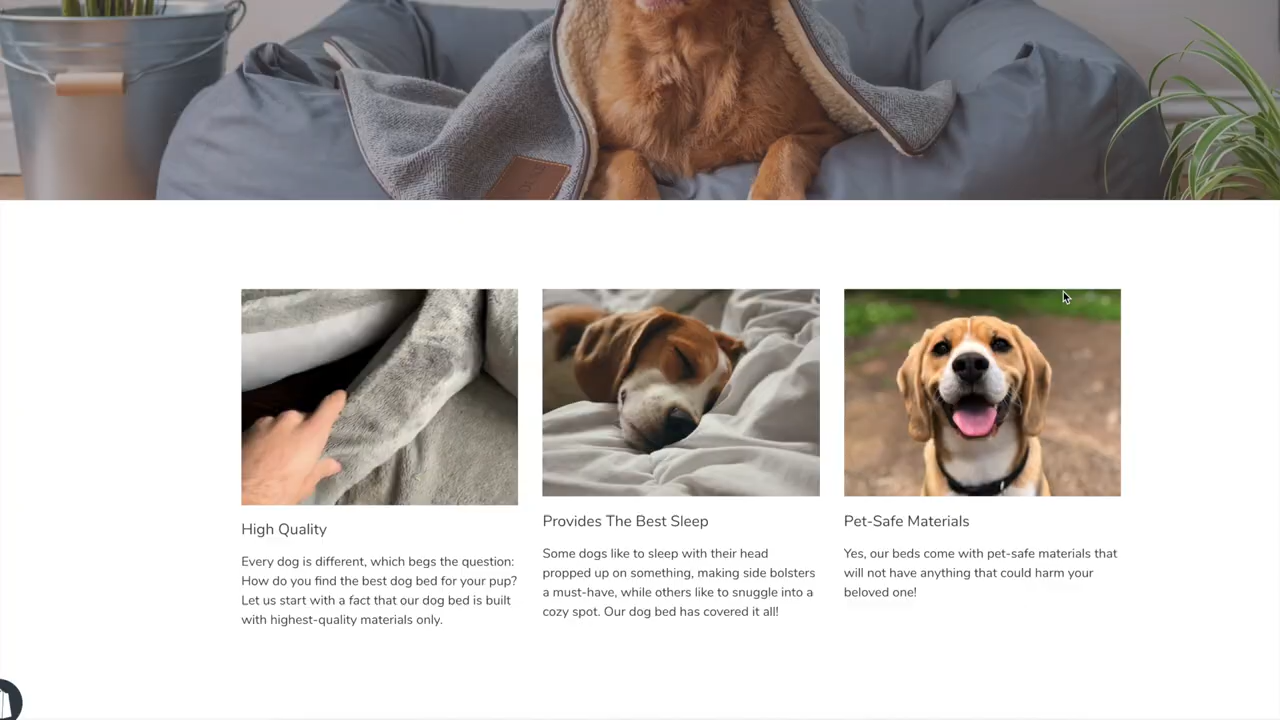 High Quality
Every dog is different, which begs the question:
How do you find the best dog bed for your pup?
Let us start with a fact that our dog bed is built
with highest-quality materials only.
Provides The Best Sleep
Some dogs like to sleep with their head
propped up on something, making side bolsters
a must-have, while others like to snuggle into a
cozy spot. Our dog bed has covered it all!
Pet-Safe Materials
Yes, our beds come with pet-safe materials that
will not have anything that could harm your
beloved one!